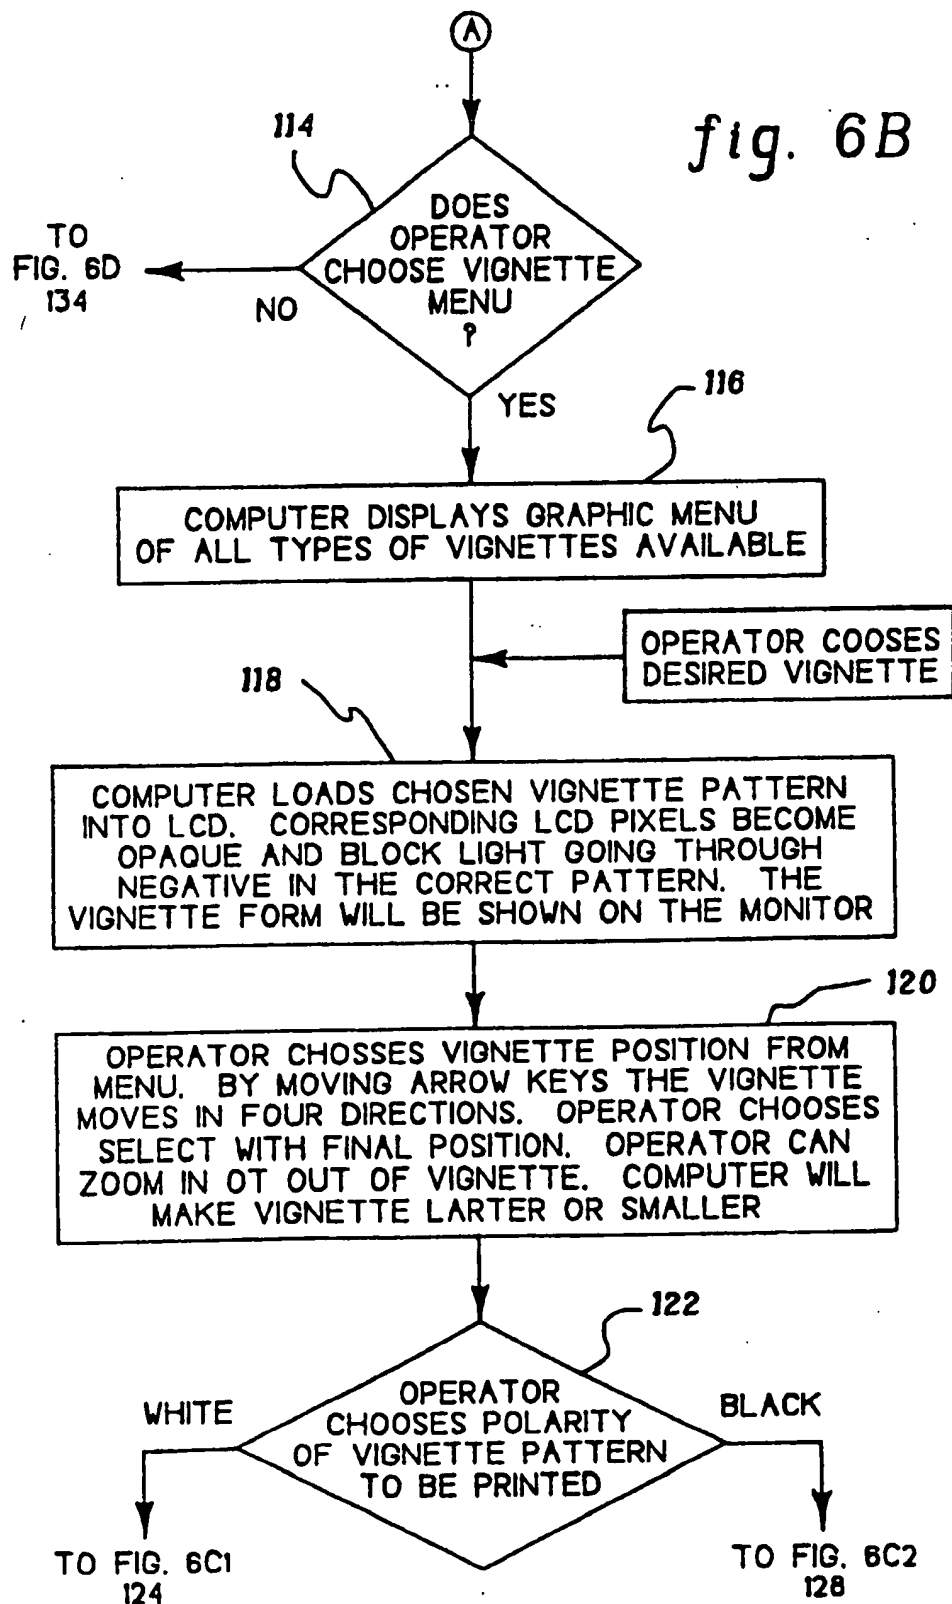 A
fig. 6B
114
DOES
OPERATOR
CHOOSE VIGNETTE
MENU
?
TO
FIG. 6D
134
NO
YES
116
COMPUTER DISPLAYS GRAPHIC MENU
OF ALL TYPES OF VIGNETTES AVAILABLE
OPERATOR COOSES
DESIRED VIGNETTE
118
COMPUTER LOADS CHOSEN VIGNETTE PATTERN
INTO LCD. CORRESPONDING LCD PIXELS BECOME
OPAQUE AND BLOCK LIGHT GOING THROUGH
NEGATIVE IN THE CORRECT PATTERN. THE
VIGNETTE FORM WILL BE SHOWN ON THE MONITOR
120
OPERATOR CHOSSES VIGNETTE POSITION FROM
MENU. BY MOVING ARROW KEYS THE VIGNETTE
MOVES IN FOUR DIRECTIONS. OPERATOR CHOOSES
SELECT WITH FINAL POSITION. OPERATOR CAN
ZOOM IN OT OUT OF VIGNETTE. COMPUTER WILL
MAKE VIGNETTE LARTER OR SMALLER
122
OPERATOR
CHOOSES POLARITY
OF VIGNETTE PATTERN
TO BE PRINTED
WHITE
BLACK
TO FIG. 6C1
124
TO FIG. 6C2
128